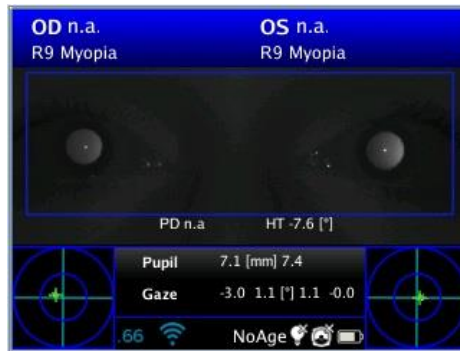 OD n.a.
OS n.a.
R9 Myopia
R9 Myopia
PD n.a
HT -7.6 [°]
Pupil 7.1 [mm] 7.4
Gaze -3.0 1.1 [°] 1.1 -0.0
.66
NoAge